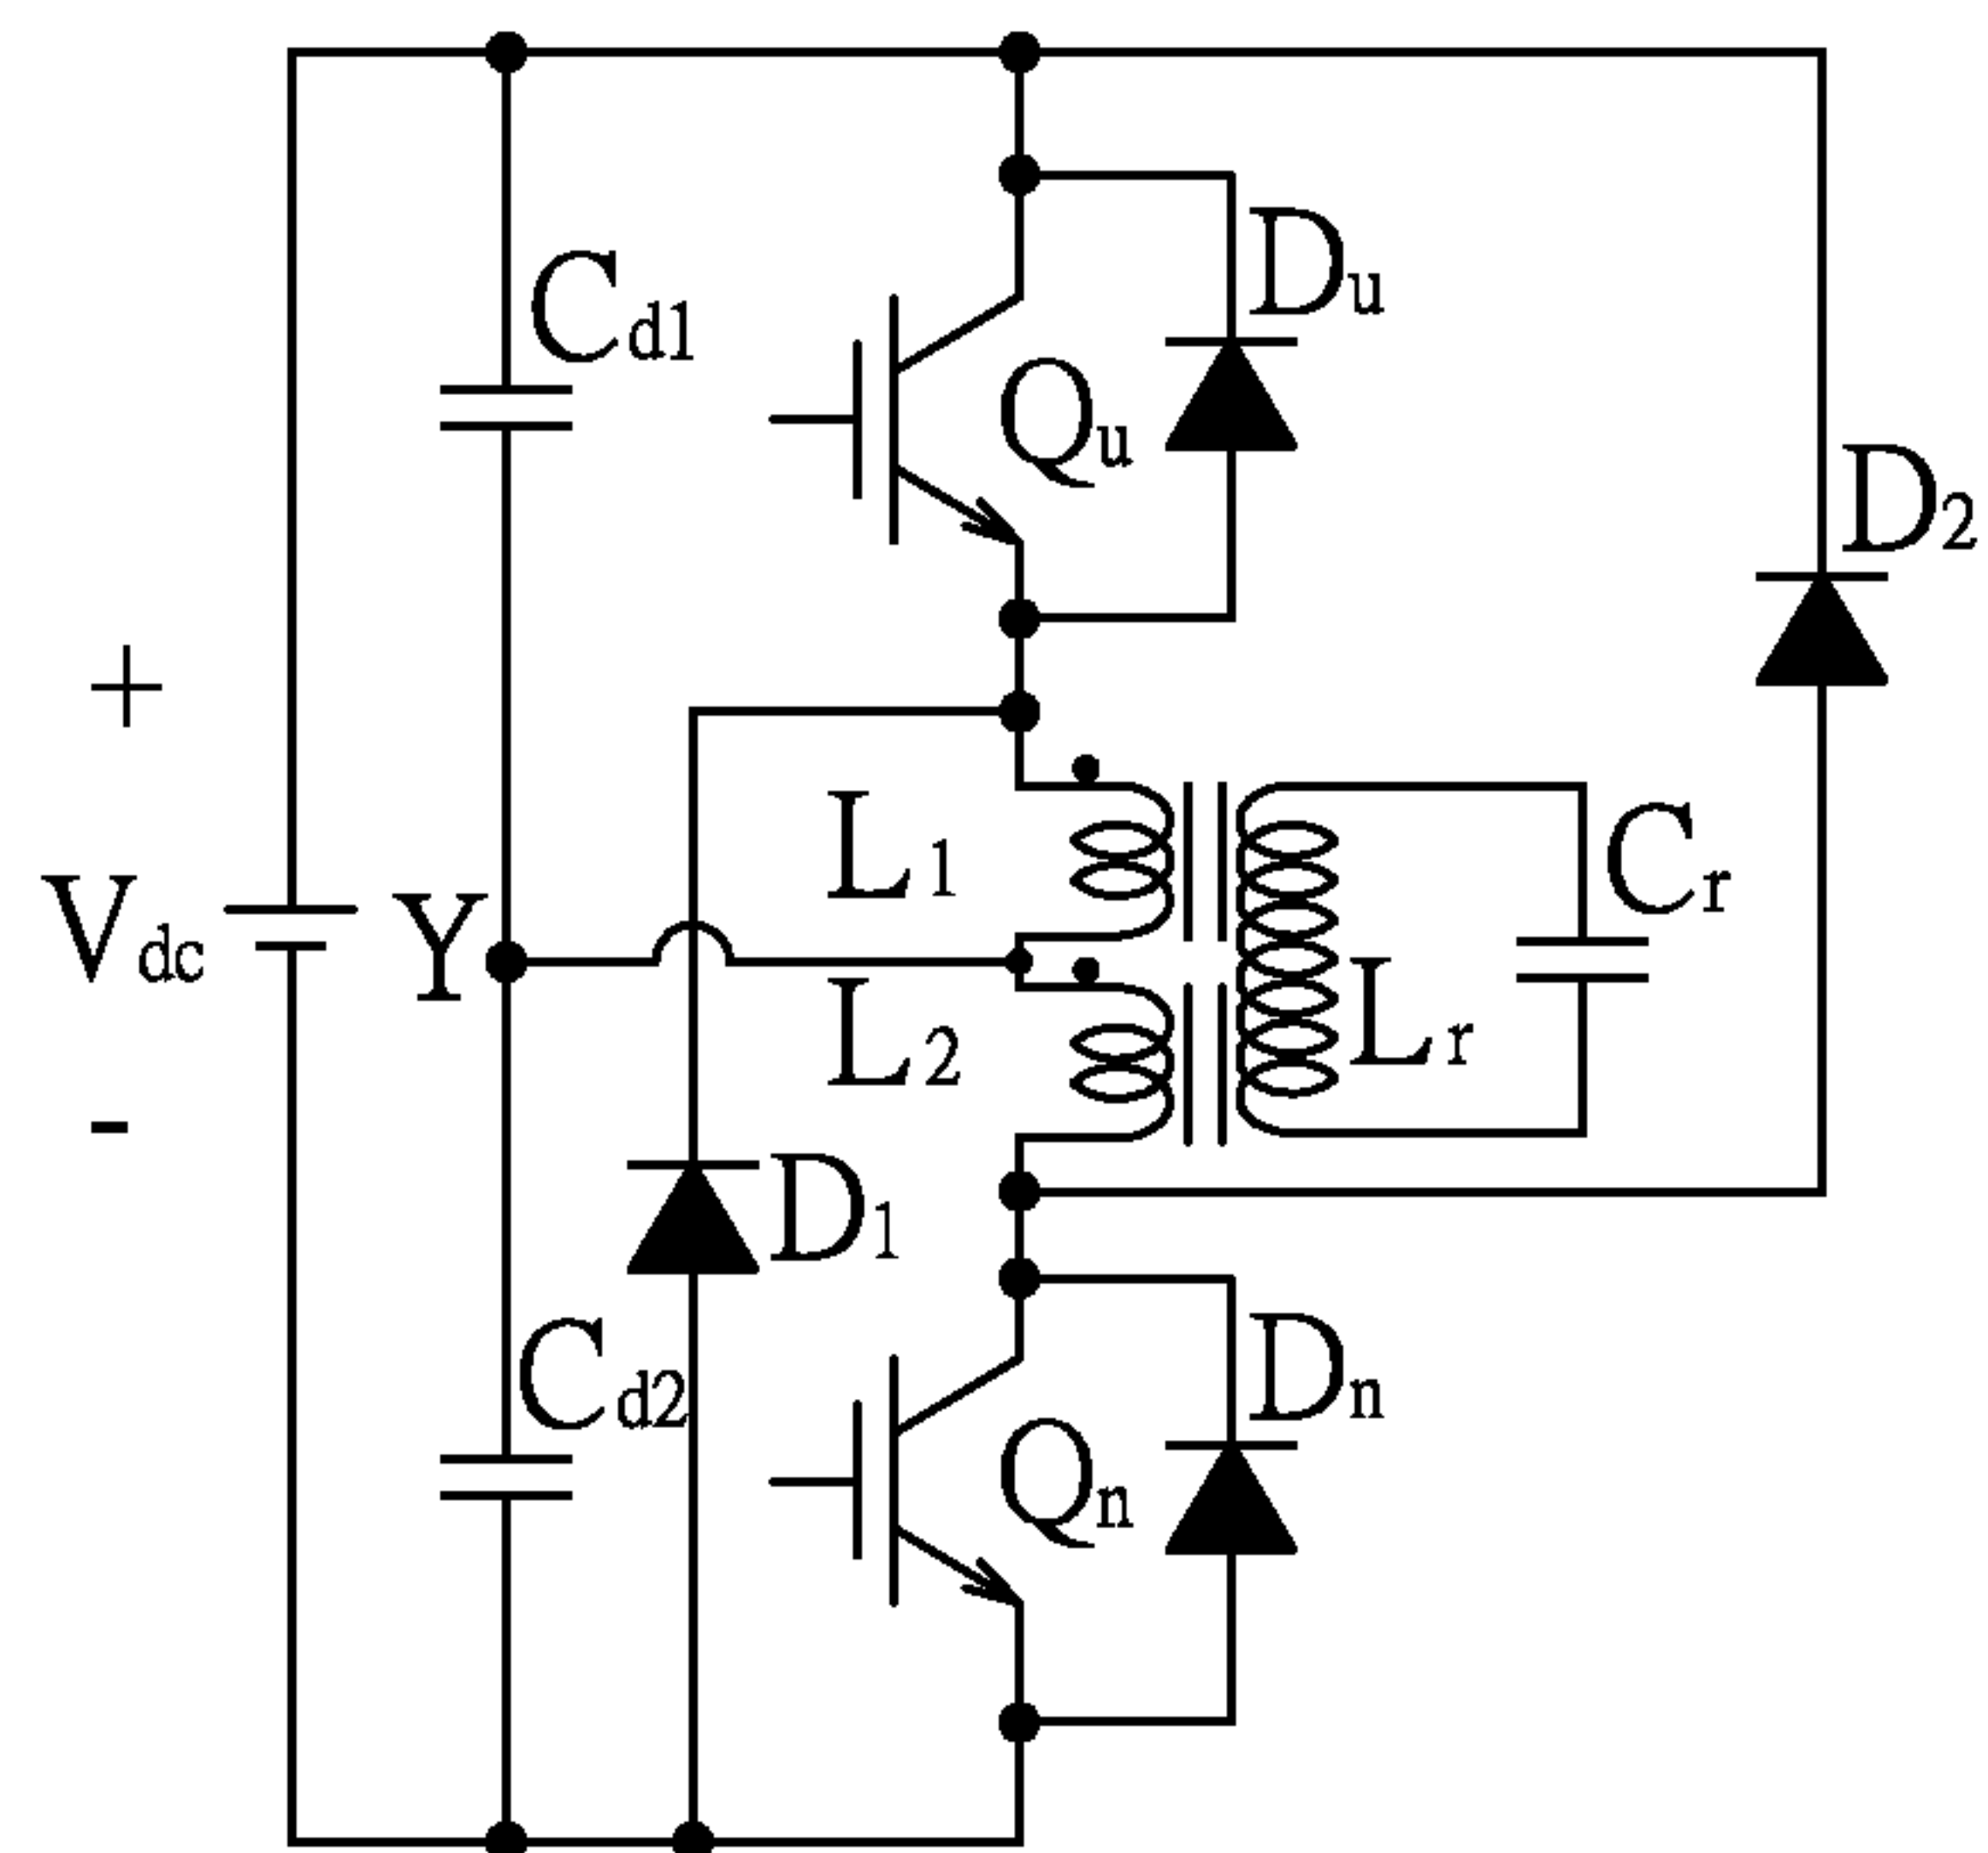 Cd1
Du
Qu
D2
+
L1
Cr
Vdc
Y
L2
Lr
-
D1
Cd2
Dn
Qn